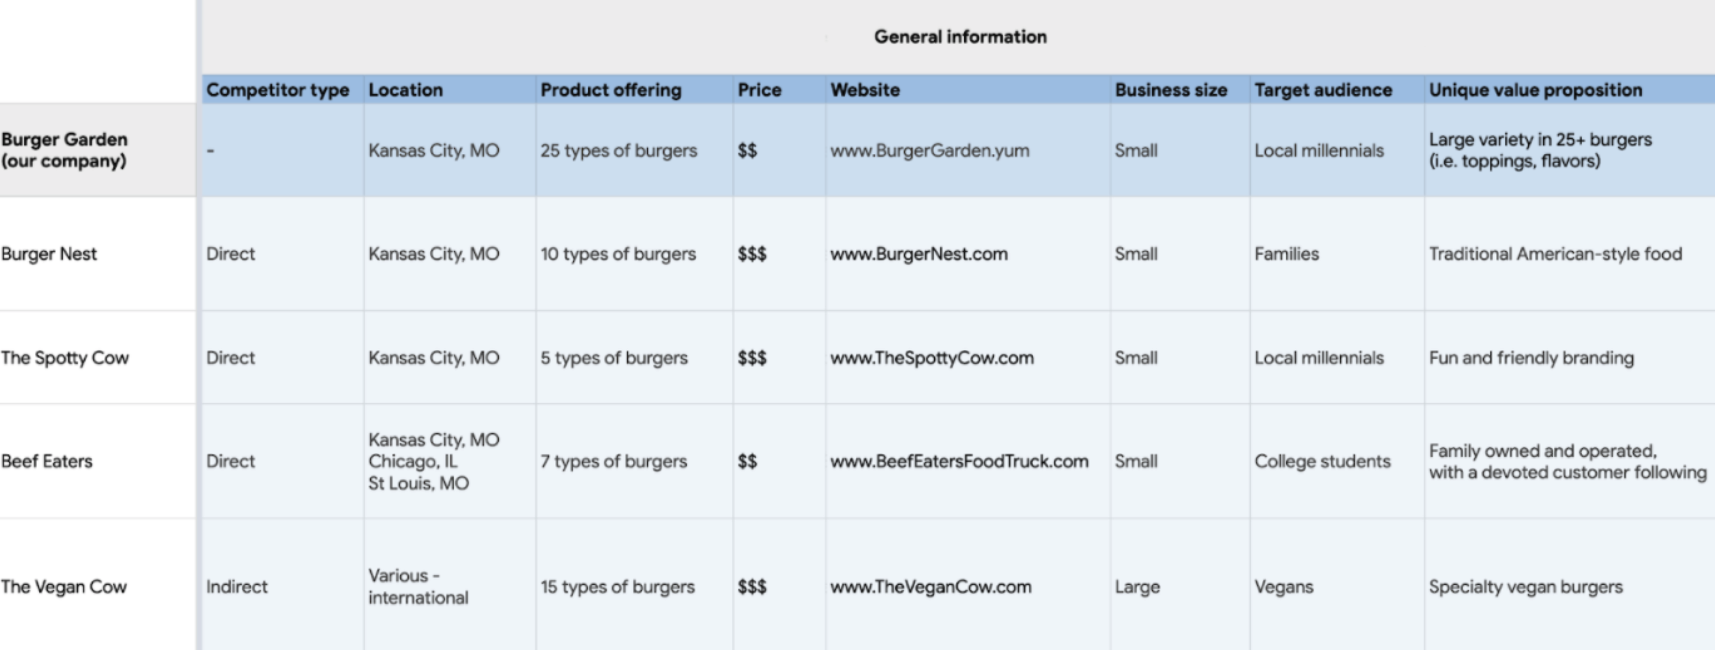 General information
Competitor type Location Product offering Price Website Business size Target audience Unique value proposition
Burger Garden
(our company)
-
Kansas City, MO
25 types of burgers
$$
www.BurgerGarden.yum
Small
Local millennials
Large variety in 25+ burgers
(i.e. toppings, flavors)
Burger Nest
Direct
Kansas City, MO
10 types of burgers
$$$
www.BurgerNest.com
Small
Families
Traditional American-style food
The Spotty Cow
Direct
Kansas City, MO
5 types of burgers
$$$
www.TheSpottyCow.com
Small
Local millennials
Fun and friendly branding
Beef Eaters
Direct
Kansas City, MO
Chicago, IL
St Louis, MO
7 types of burgers
$$
www.BeefEatersFoodTruck.com
Small
College students
Family owned and operated,
with a devoted customer following
The Vegan Cow
Indirect
Various -
international
15 types of burgers
$$$
www.TheVeganCow.com
Large
Vegans
Specialty vegan burgers